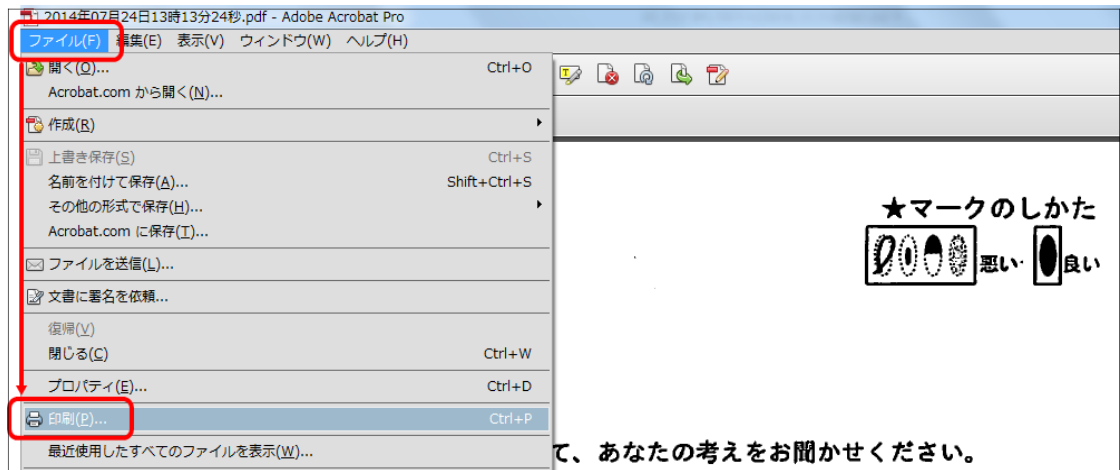 2014年07月24日13時13分24秒.pdf - Adobe Acrobat Pro
ファイル(F) 編集(E) 表示(V) ウィンドウ(W) ヘルプ(H)
開く(O)... Ctrl+O
Acrobat.com から開く(N)...
作成(R)
上書き保存(S) Ctrl+S
名前を付けて保存(A)... Shift+Ctrl+S
その他の形式で保存(H)...
Acrobat.com に保存(T)...
ファイルを送信(L)...
文書に署名を依頼...
復帰(V)
閉じる(C) Ctrl+W
プロパティ(E)... Ctrl+D
印刷(P)... Ctrl+P
最近使用したすべてのファイルを表示(W)...
★マークのしかた
悪い 良い
て、あなたの考えをお聞かせください。